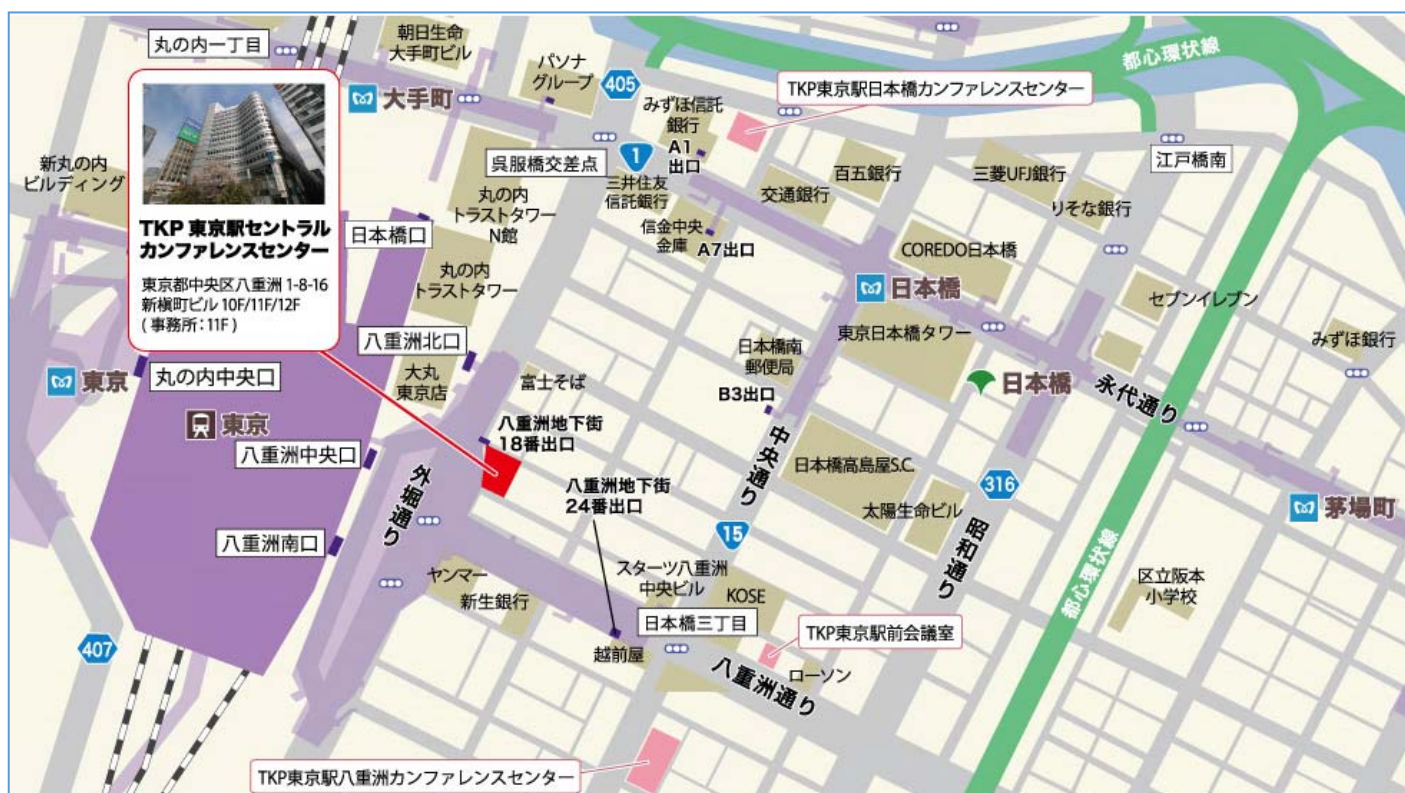 丸の内一丁目
朝日生命
大手町ビル
パソナ
グループ
405
都心環状線
TKP東京駅日本橋カンファレンスセンター
大手町
みずほ信託
銀行
A1
出口
新丸の内
ビルディング
呉服橋交差点
1
三井住友
信託銀行
江戸橋南
丸の内
トラストタワー
N館
交通銀行
百五銀行
三菱UFJ銀行
りそな銀行
TKP 東京駅セントラル
カンファレンスセンター
東京都中央区八重洲 1-8-16
新槇町ビル 10F/11F/12F
( 事務所:11F )
日本橋口
信金中央
金庫
A7出口
COREDO日本橋
丸の内
トラストタワー
日本橋
セブンイレブン
八重洲北口
日本橋南
郵便局
東京日本橋タワー
みずほ銀行
東京
丸の内中央口
大丸
東京店
富士そば
B3出口
日本橋
永代通り
東京
八重洲中央口
八重洲地下街
18番出口
外堀通り
中央通り
日本橋高島屋S.C.
八重洲地下街
24番出口
太陽生命ビル
316
昭和通り
茅場町
八重洲南口
15
都心環状線
ヤンマー
新生銀行
スターツ八重洲
中央ビル
KOSE
区立阪本
小学校
日本橋三丁目
TKP東京駅前会議室
407
越前屋
八重洲通り
ローソン
TKP東京駅八重洲カンファレンスセンター